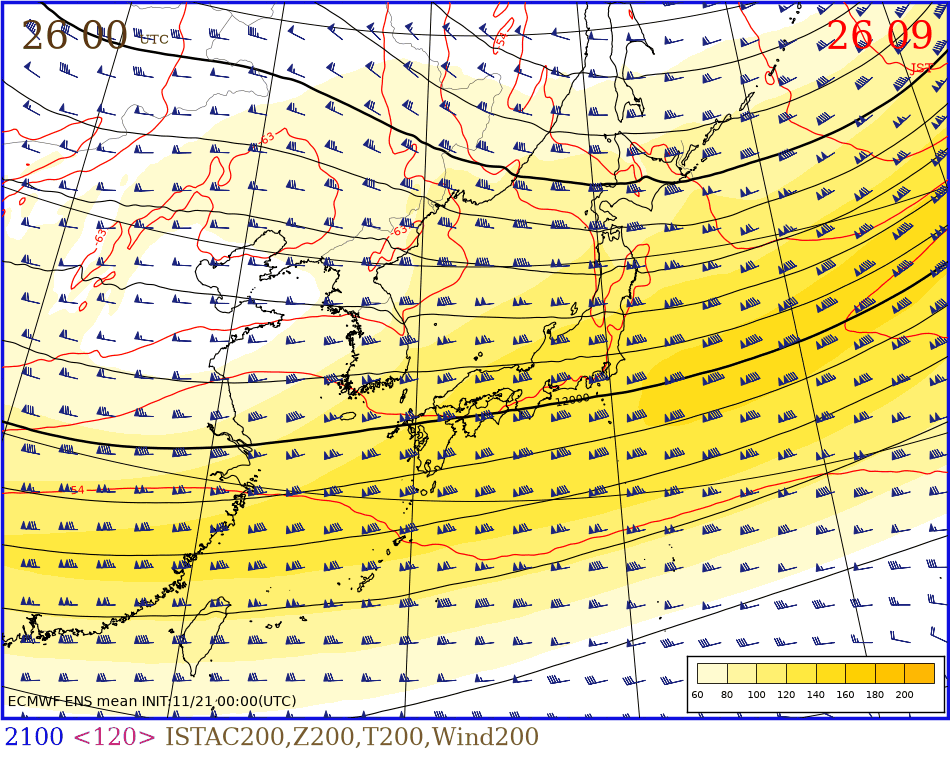 26 00 UTC
26 09
JST
-54
-63
-63
-63
12000
-54
60 80 100 120 140 160 180 200
ECMWF ENS mean INIT:11/21 00:00(UTC)
2100 <120> ISTAC200,Z200,T200,Wind200